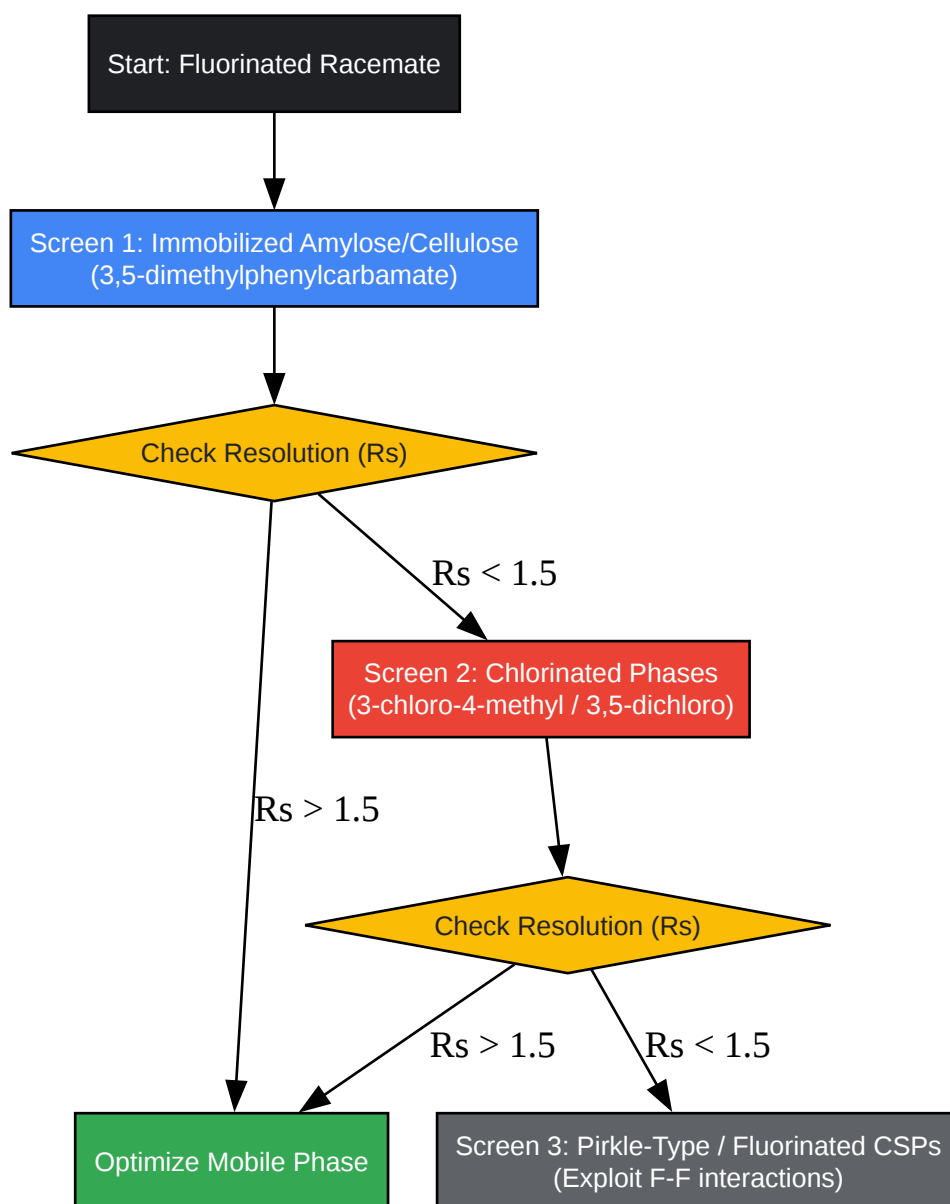 Start: Fluorinated Racemate
Screen 1: Immobilized Amylose/Cellulose
(3,5-dimethylphenylcarbamate)
Check Resolution (Rs)
Rs < 1.5
Screen 2: Chlorinated Phases
(3-chloro-4-methyl / 3,5-dichloro)
Rs > 1.5
Check Resolution (Rs)
Rs > 1.5
Rs < 1.5
Optimize Mobile Phase
Screen 3: Pirkle-Type / Fluorinated CSPs
(Exploit F-F interactions)